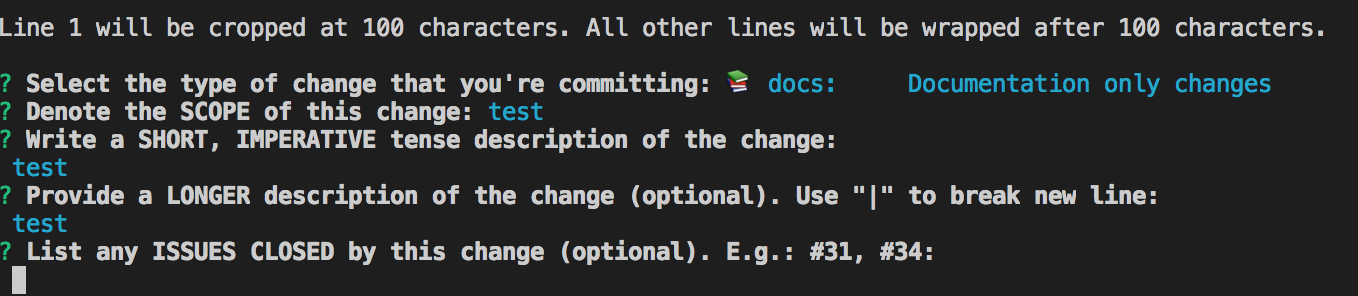 Line 1 will be cropped at 100 characters. All other lines will be wrapped after 100 characters.
? Select the type of change that you're committing: 📚 docs:     Documentation only changes
? Denote the SCOPE of this change: test
? Write a SHORT, IMPERATIVE tense description of the change:
test
? Provide a LONGER description of the change (optional). Use "|" to break new line:
test
? List any ISSUES CLOSED by this change (optional). E.g.: #31, #34: